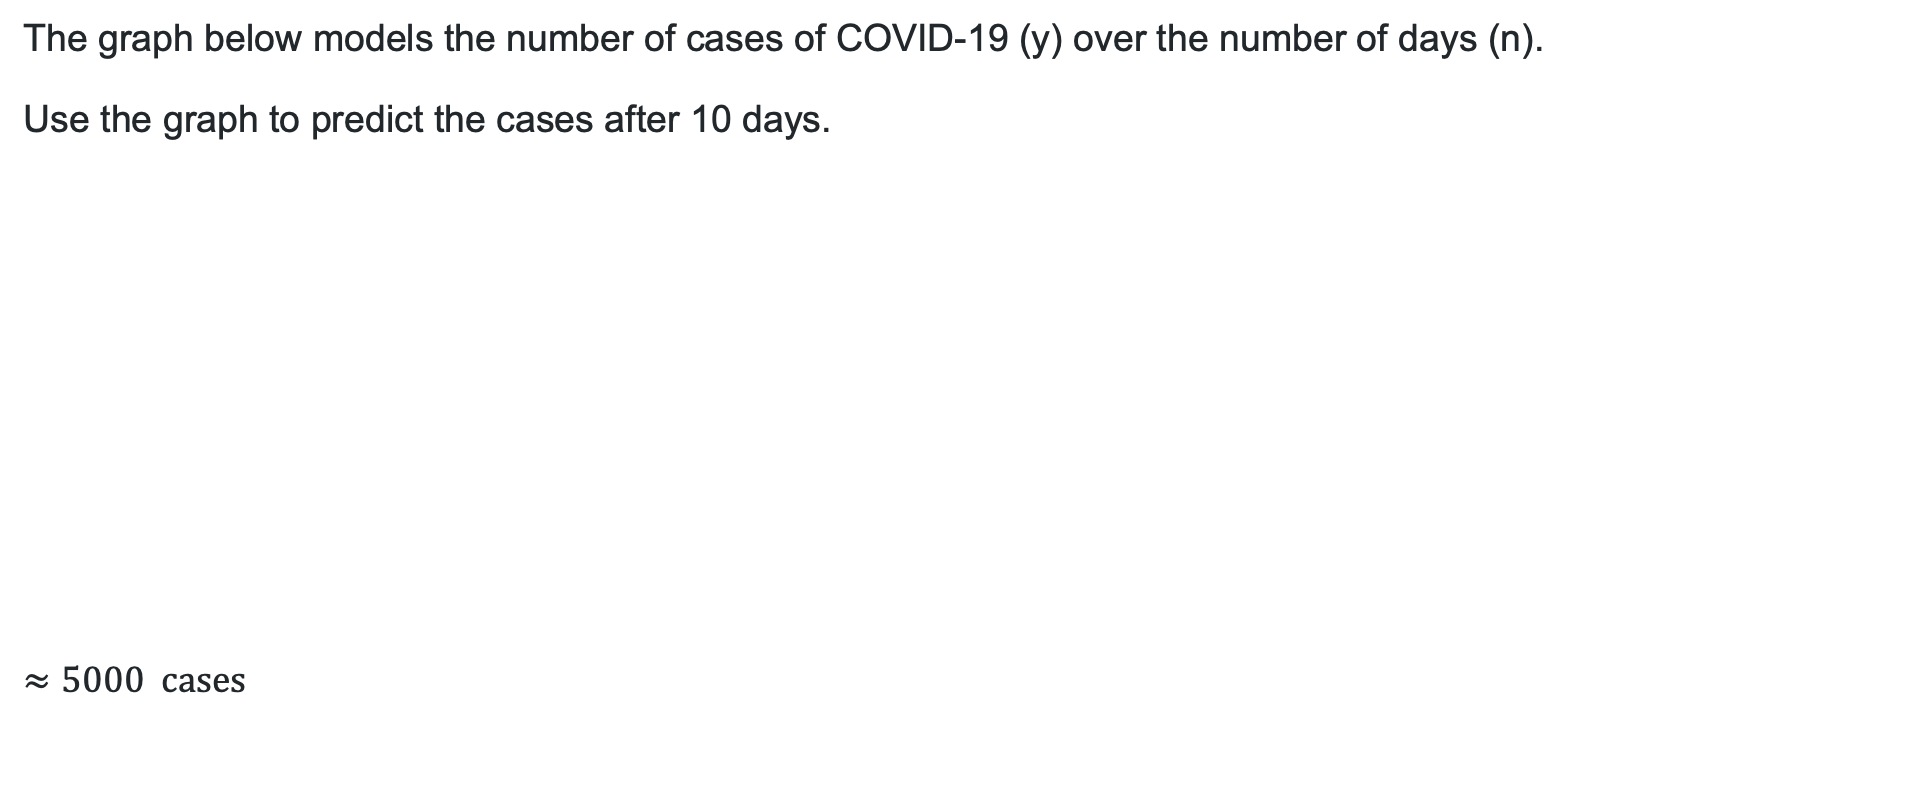 The graph below models the number of cases of COVID-19 (y) over the number of days (n).
Use the graph to predict the cases after 10 days.
≈ 5000 cases